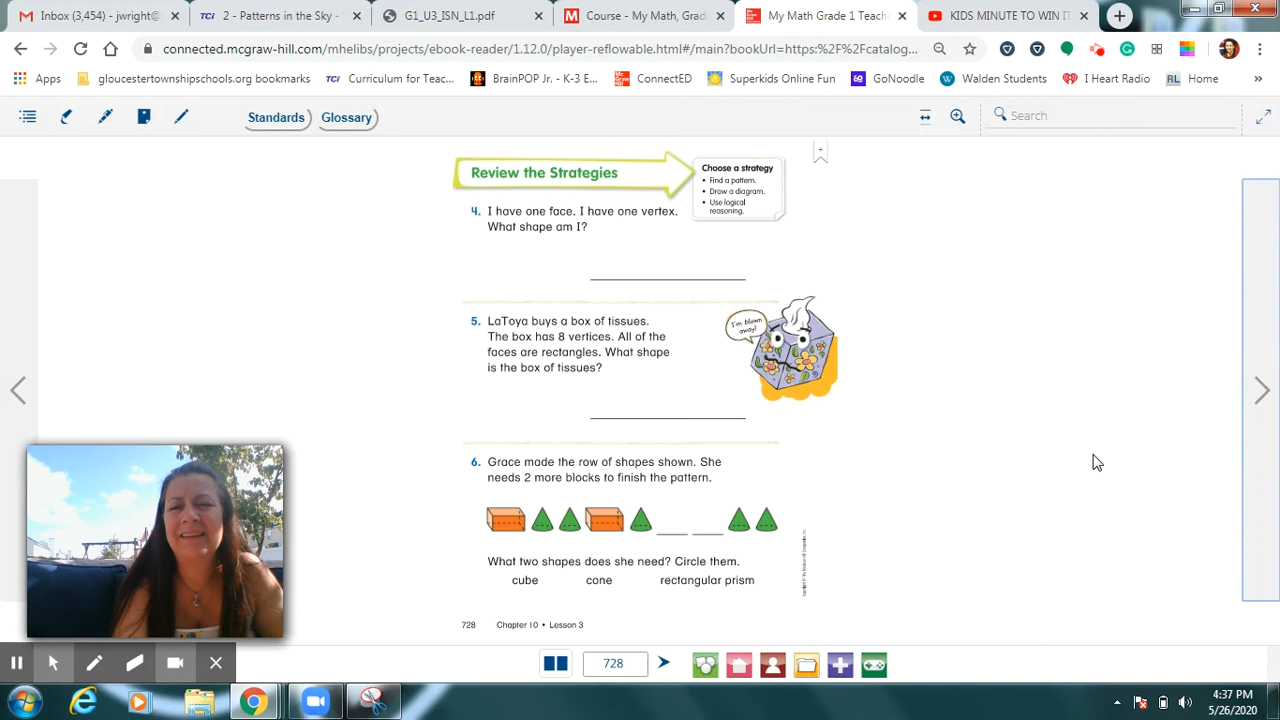 Inbox (3,454) - jwright@
TCI 2 - Patterns in the sky - TCI
G1_U3_ISN_L1.pdf
M Course - My Math, Grad
My Math Grade 1 Teach
KIDS MINUTE TO WIN IT
connected.mcgraw-hill.com/mhelibs/projects/ebook-reader/1.12.0/player-reflowable.html#/main?bookUrl=https:%2F%2Fcatalog...
Apps
gloucestertownshipschools.org bookmarks
TCi Curriculum for Teac...
BrainPOP Jr. - K-3 E...
ConnectED
Superkids Online Fun
GoNoodle
Walden Students
I Heart Radio
RL Home
»
Standards
Glossary
Search
Review the Strategies
Choose a strategy
• Find a pattern.
• Draw a diagram.
• Use logical
reasoning.
4. I have one face. I have one vertex.
What shape am I?
5. LaToya buys a box of tissues.
The box has 8 vertices. All of the
faces are rectangles. What shape
is the box of tissues?
I'm blown
away!
6. Grace made the row of shapes shown. She
needs 2 more blocks to finish the pattern.
What two shapes does she need? Circle them.
cube cone rectangular prism
728 Chapter 10 • Lesson 3
728
4:37 PM
5/26/2020